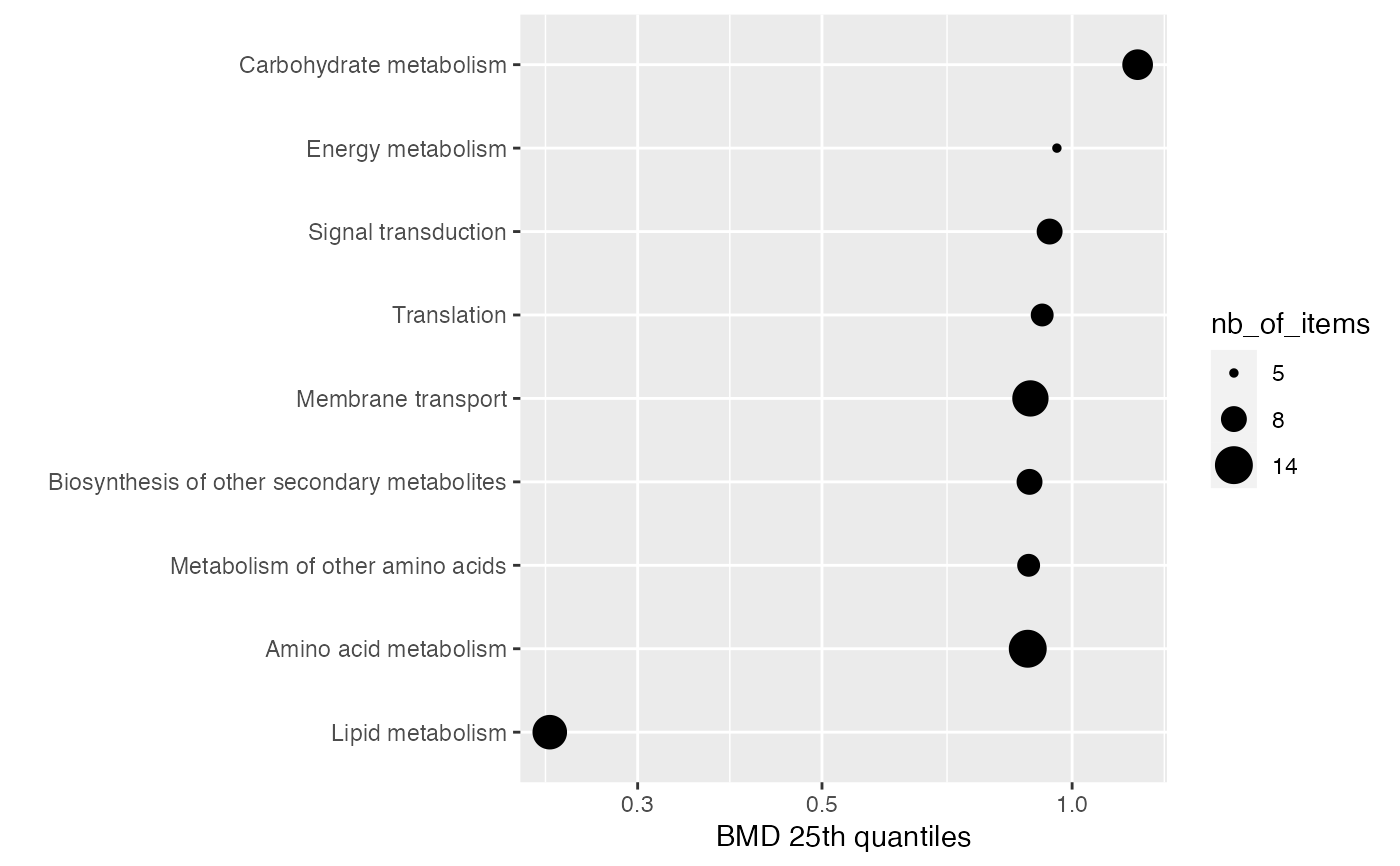 Carbohydrate metabolism
Energy metabolism
Signal transduction
Translation
Membrane transport
Biosynthesis of other secondary metabolites
Metabolism of other amino acids
Amino acid metabolism
Lipid metabolism
0.3 0.5 1.0
BMD 25th quantiles
nb_of_items
5
8
14